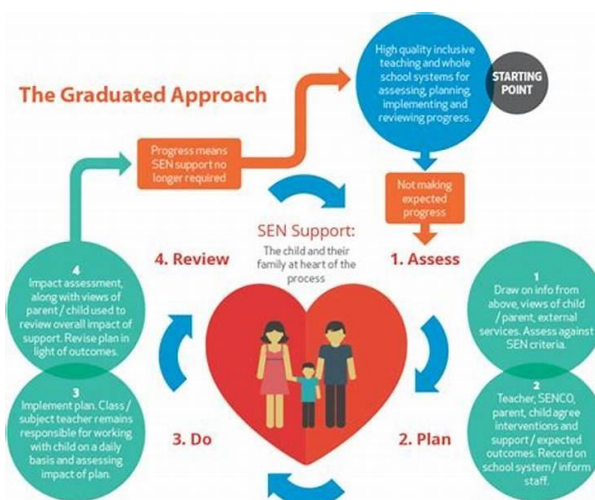 The Graduated Approach
High quality inclusive
teaching and whole
school systems for
assessing, planning,
implementing and
reviewing progress.
STARTING
POINT
Progress means
SEN support no
longer required
Not making
expected
progress
SEN Support:
The child and their
family at heart of the
process
4. Review
1. Assess
4
Impact assessment,
along with views of
parent / child used to
review overall impact of
support. Revise plan in
light of outcomes.
1
Draw on info from
above, views of child
/ parent, external
services. Assess against
SEN criteria.
3
Implement plan. Class /
subject teacher remains
responsible for working
with child on a daily
basis and assessing
impact of plan.
3. Do
2. Plan
2
Teacher, SENCO,
parent, child agree
interventions and
support / expected
outcomes. Record on
school system / inform
staff.